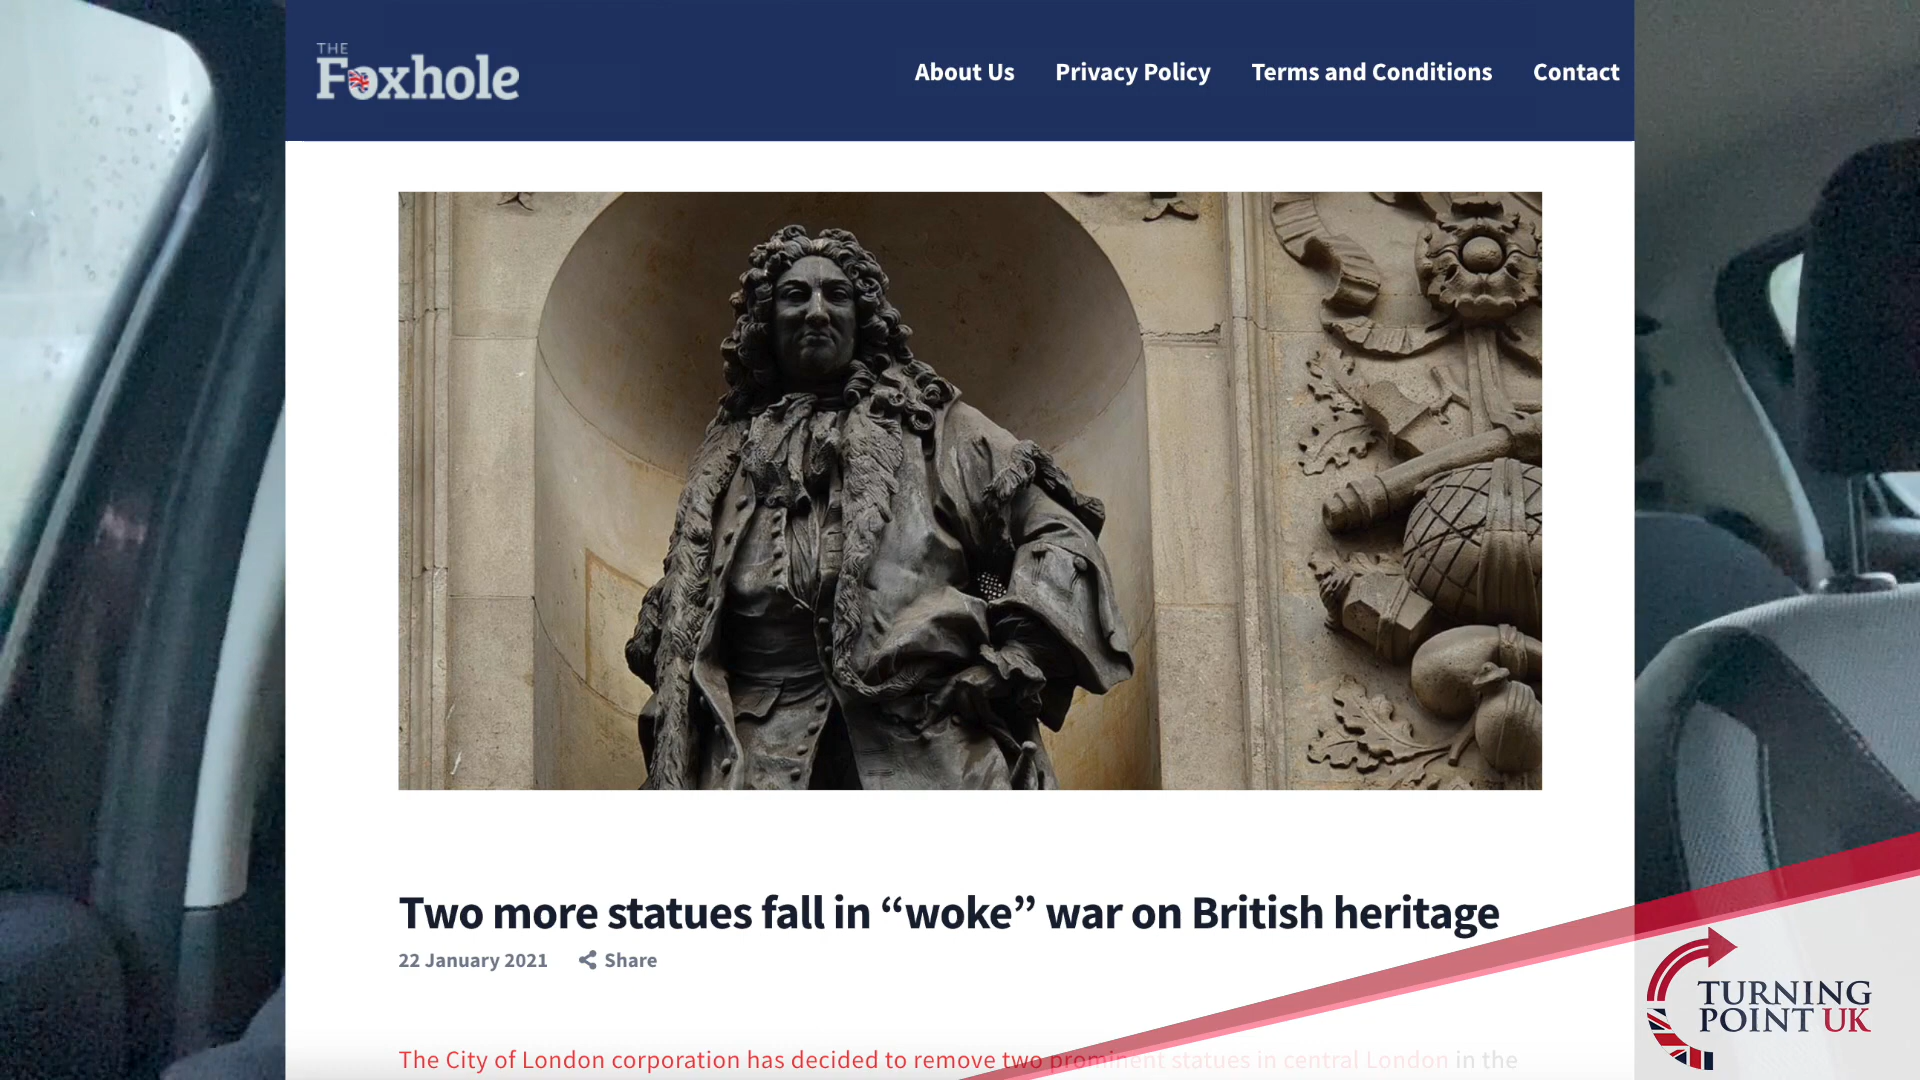 THE
Foxhole
About Us Privacy Policy Terms and Conditions Contact
Two more statues fall in “woke” war on British heritage
22 January 2021 Share
The City of London corporation has decided to remove two prominent statues in central London in the
TURNING
POINT UK